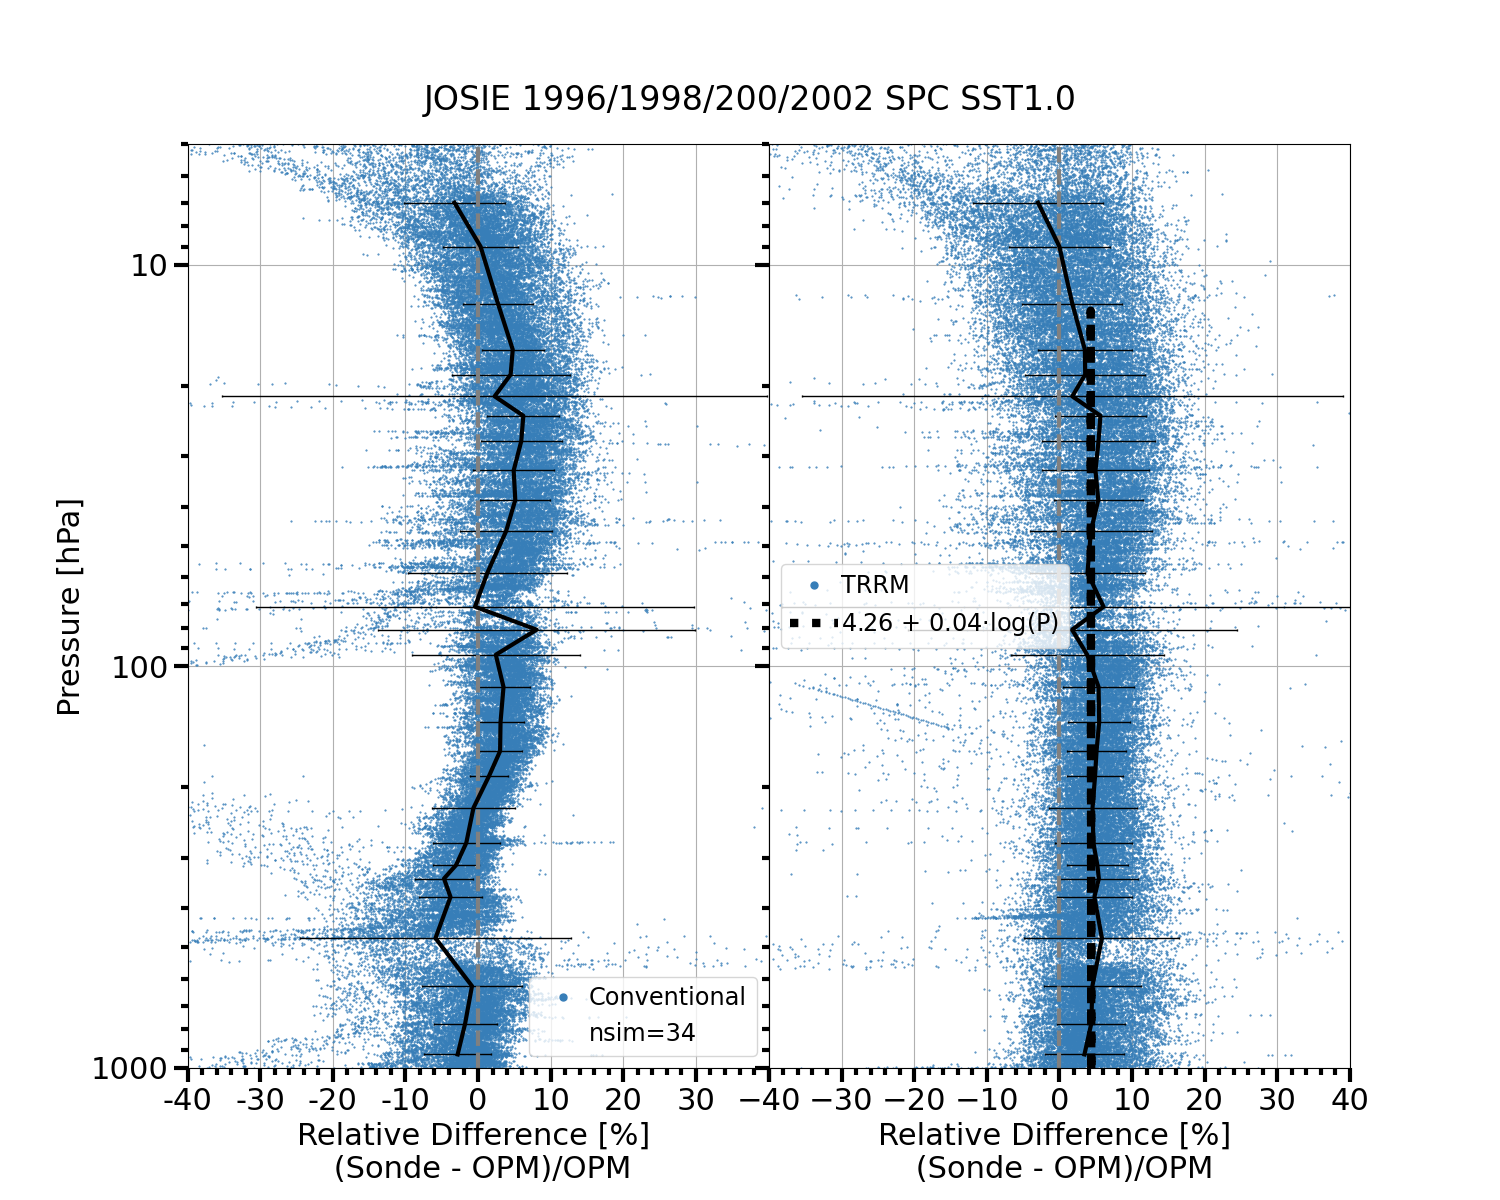 JOSIE 1996/1998/200/2002 SPC SST1.0
Pressure [hPa]
10
100
1000
TRRM
4.26 + 0.04·log(P)
Conventional
nsim=34
-40 -30 -20 -10 0 10 20 30 −40 −30 −20 −10 0 10 20 30 40
Relative Difference [%] Relative Difference [%]
(Sonde - OPM)/OPM (Sonde - OPM)/OPM